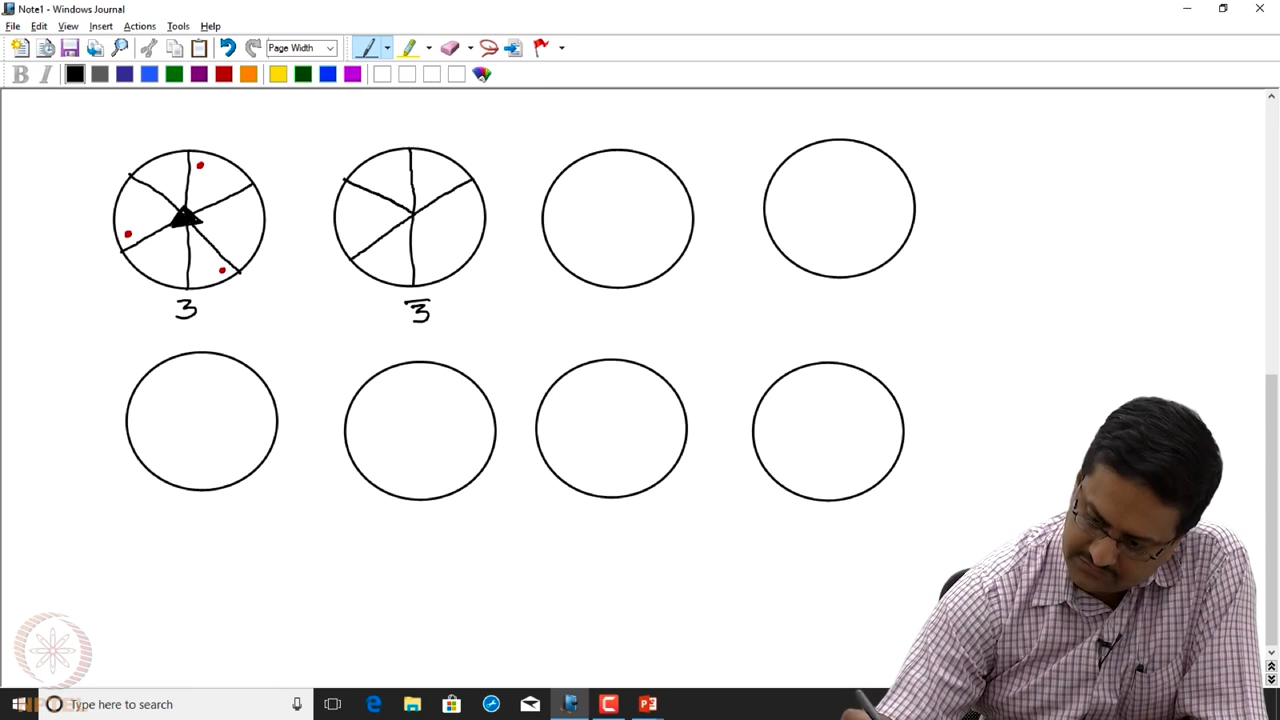 Note1 - Windows Journal
File Edit View Insert Actions Tools Help
Page Width
B I
3 3̅
Type here to search